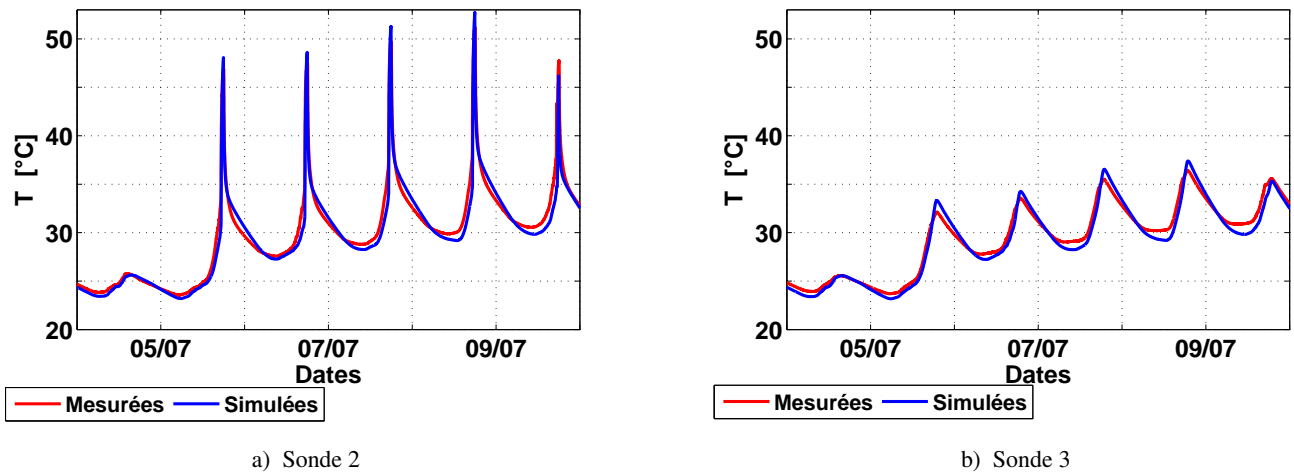 50
40
30
20
T [°C]
05/07 07/07 09/07
Dates
Mesurées Simulées
a) Sonde 2
50
40
30
20
T [°C]
05/07 07/07 09/07
Dates
Mesurées Simulées
b) Sonde 3